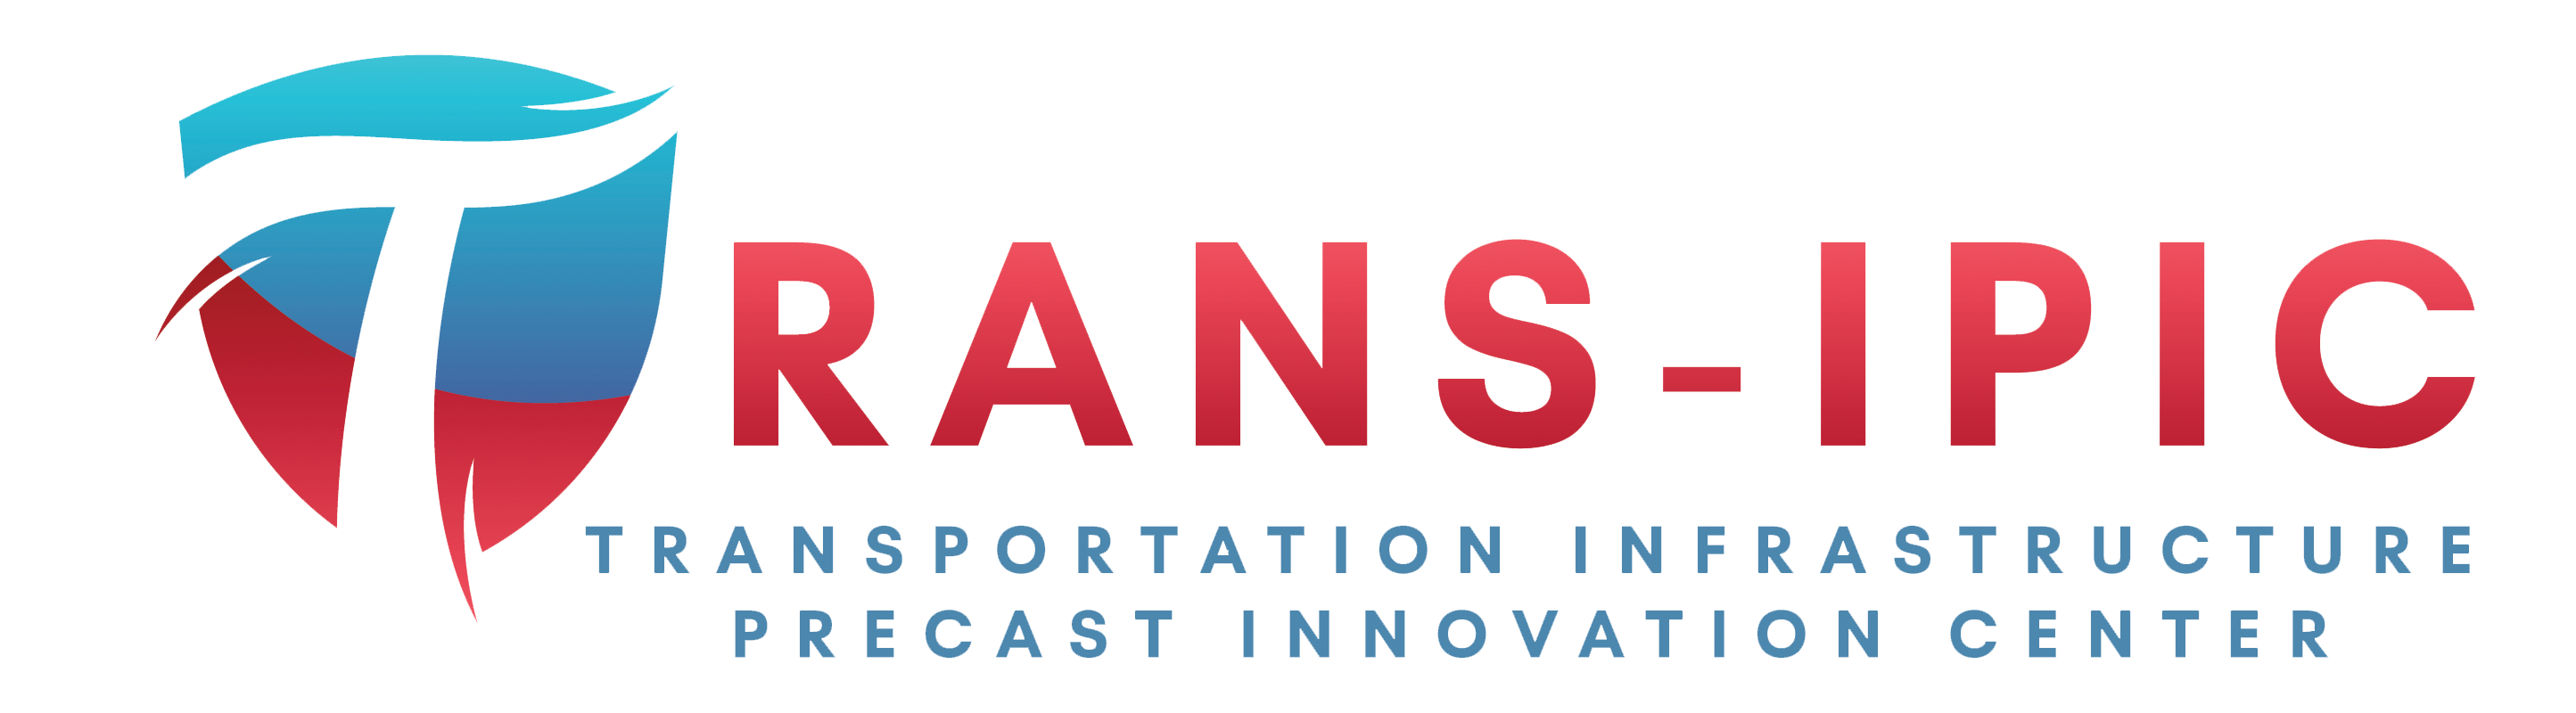 TRANS-IPIC
TRANSPORTATION INFRASTRUCTURE
PRECAST INNOVATION CENTER